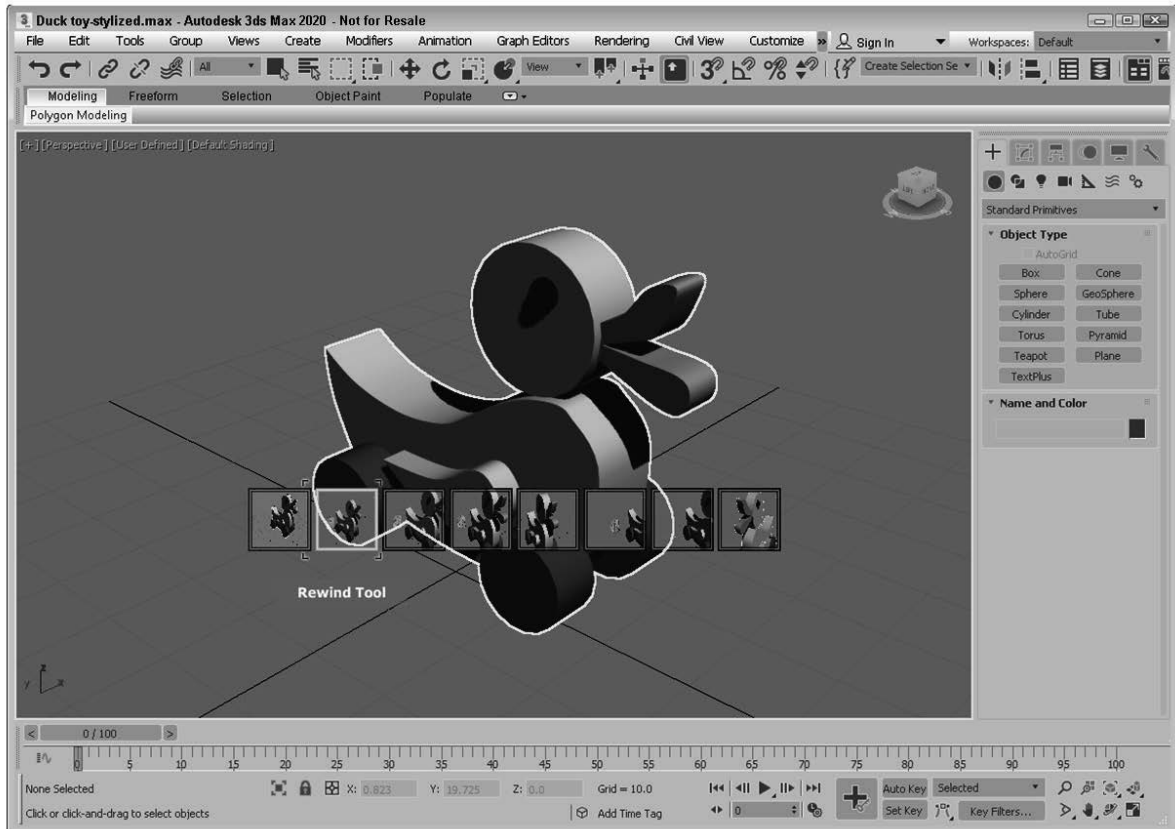 Duck toy-stylized.max - Autodesk 3ds Max 2020 - Not for Resale
File Edit Tools Group Views Create Modifiers Animation Graph Editors Rendering Civil View Customize » Sign In Workspaces: Default
All View Create Selection Se
Modeling Freeform Selection Object Paint Populate
Polygon Modeling
[+] [Perspective] [User Defined] [Default Shading]
Standard Primitives
Object Type
AutoGrid
Box Cone
Sphere GeoSphere
Cylinder Tube
Torus Pyramid
Teapot Plane
TextPlus
Name and Color
Rewind Tool
z
y x
< 0 / 100 >
0 5 10 15 20 25 30 35 40 45 50 55 60 65 70 75 80 85 90 95 100
None Selected X: 0.823 Y: 19.725 Z: 0.0 Grid = 10.0 Auto Key Selected
Click or click-and-drag to select objects Add Time Tag 0 Set Key Key Filters...